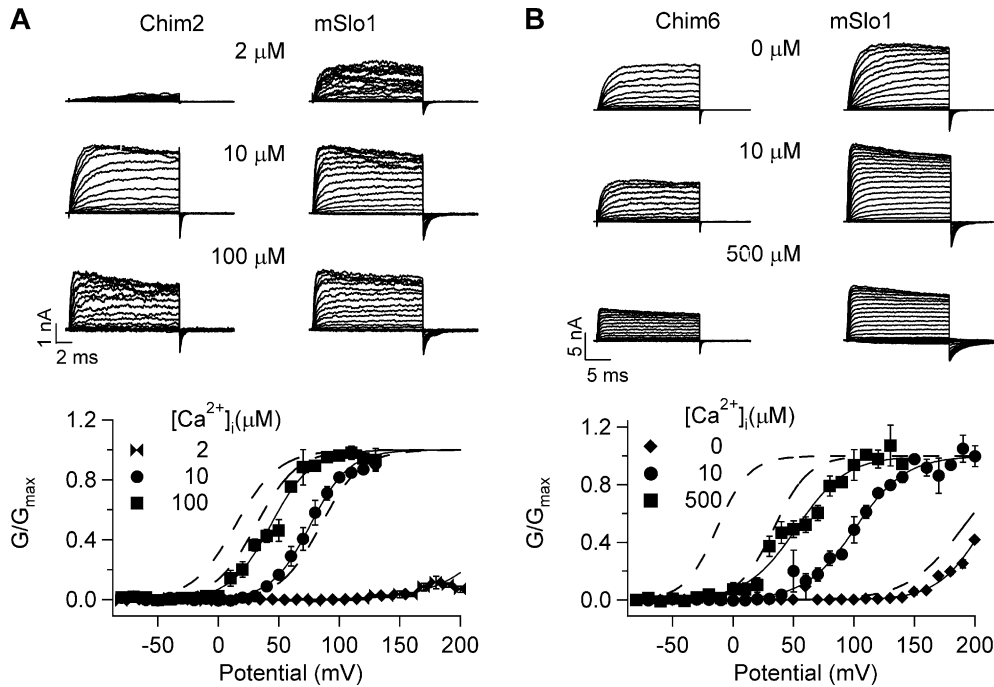 A
Chim2
mSlo1
2 μM
10 μM
100 μM
1 nA
2 ms
[Ca2+]i(μM)
2
10
100
G/Gmax
1.2
0.8
0.4
0.0
-50
0
50
100
150
200
Potential (mV)
B
Chim6
mSlo1
0 μM
10 μM
500 μM
5 nA
5 ms
[Ca2+]i(μM)
0
10
500
G/Gmax
1.2
0.8
0.4
0.0
-50
0
50
100
150
200
Potential (mV)